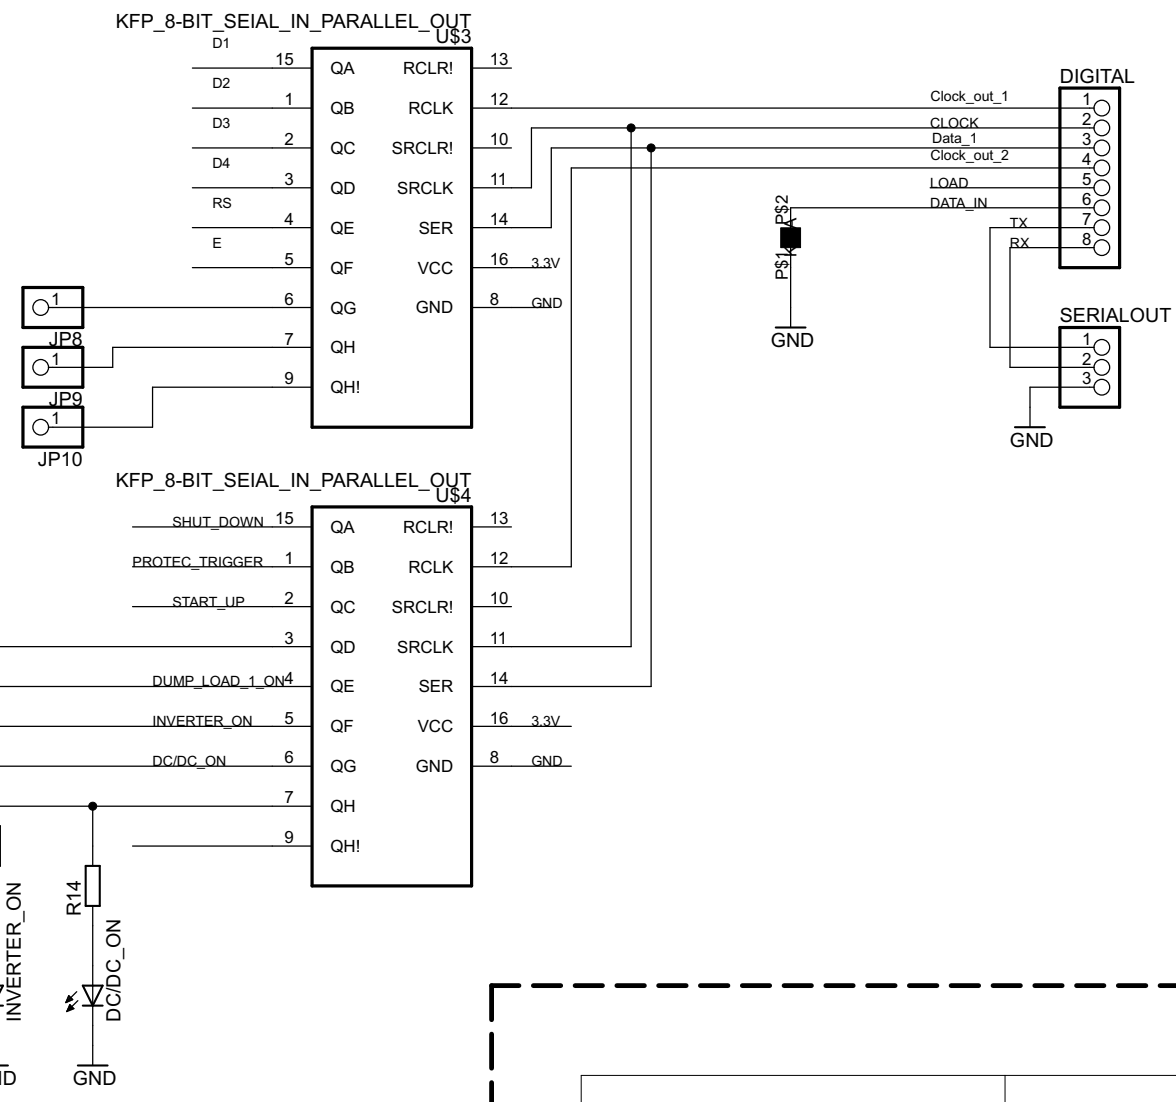 KFP_8-BIT_SEIAL_IN_PARALLEL_OUT
U$3
D1
15 QA RCLR! 13
D2
1 QB RCLK 12
D3
2 QC SRCLR! 10
D4
3 QD SRCLK 11
RS
4 QE SER 14
E
5 QF VCC 16 3.3V
6 QG GND 8 GND
7 QH
9 QH!
1
JP8
1
JP9
1
JP10
DIGITAL
Clock_out_1 1
CLOCK 2
Data_1 3
Clock_out_2 4
LOAD 5
DATA_IN 6
TX 7
RX 8
P$2
A
K
P$1
GND
SERIALOUT
1
2
3
GND
KFP_8-BIT_SEIAL_IN_PARALLEL_OUT
U$4
SHUT_DOWN 15 QA RCLR! 13
PROTEC_TRIGGER 1 QB RCLK 12
START_UP 2 QC SRCLR! 10
3 QD SRCLK 11
DUMP_LOAD_1_ON 4 QE SER 14
INVERTER_ON 5 QF VCC 16 3.3V
DC/DC_ON 6 QG GND 8 GND
7 QH
9 QH!
R14
INVERTER_ON
DC/DC_ON
GND